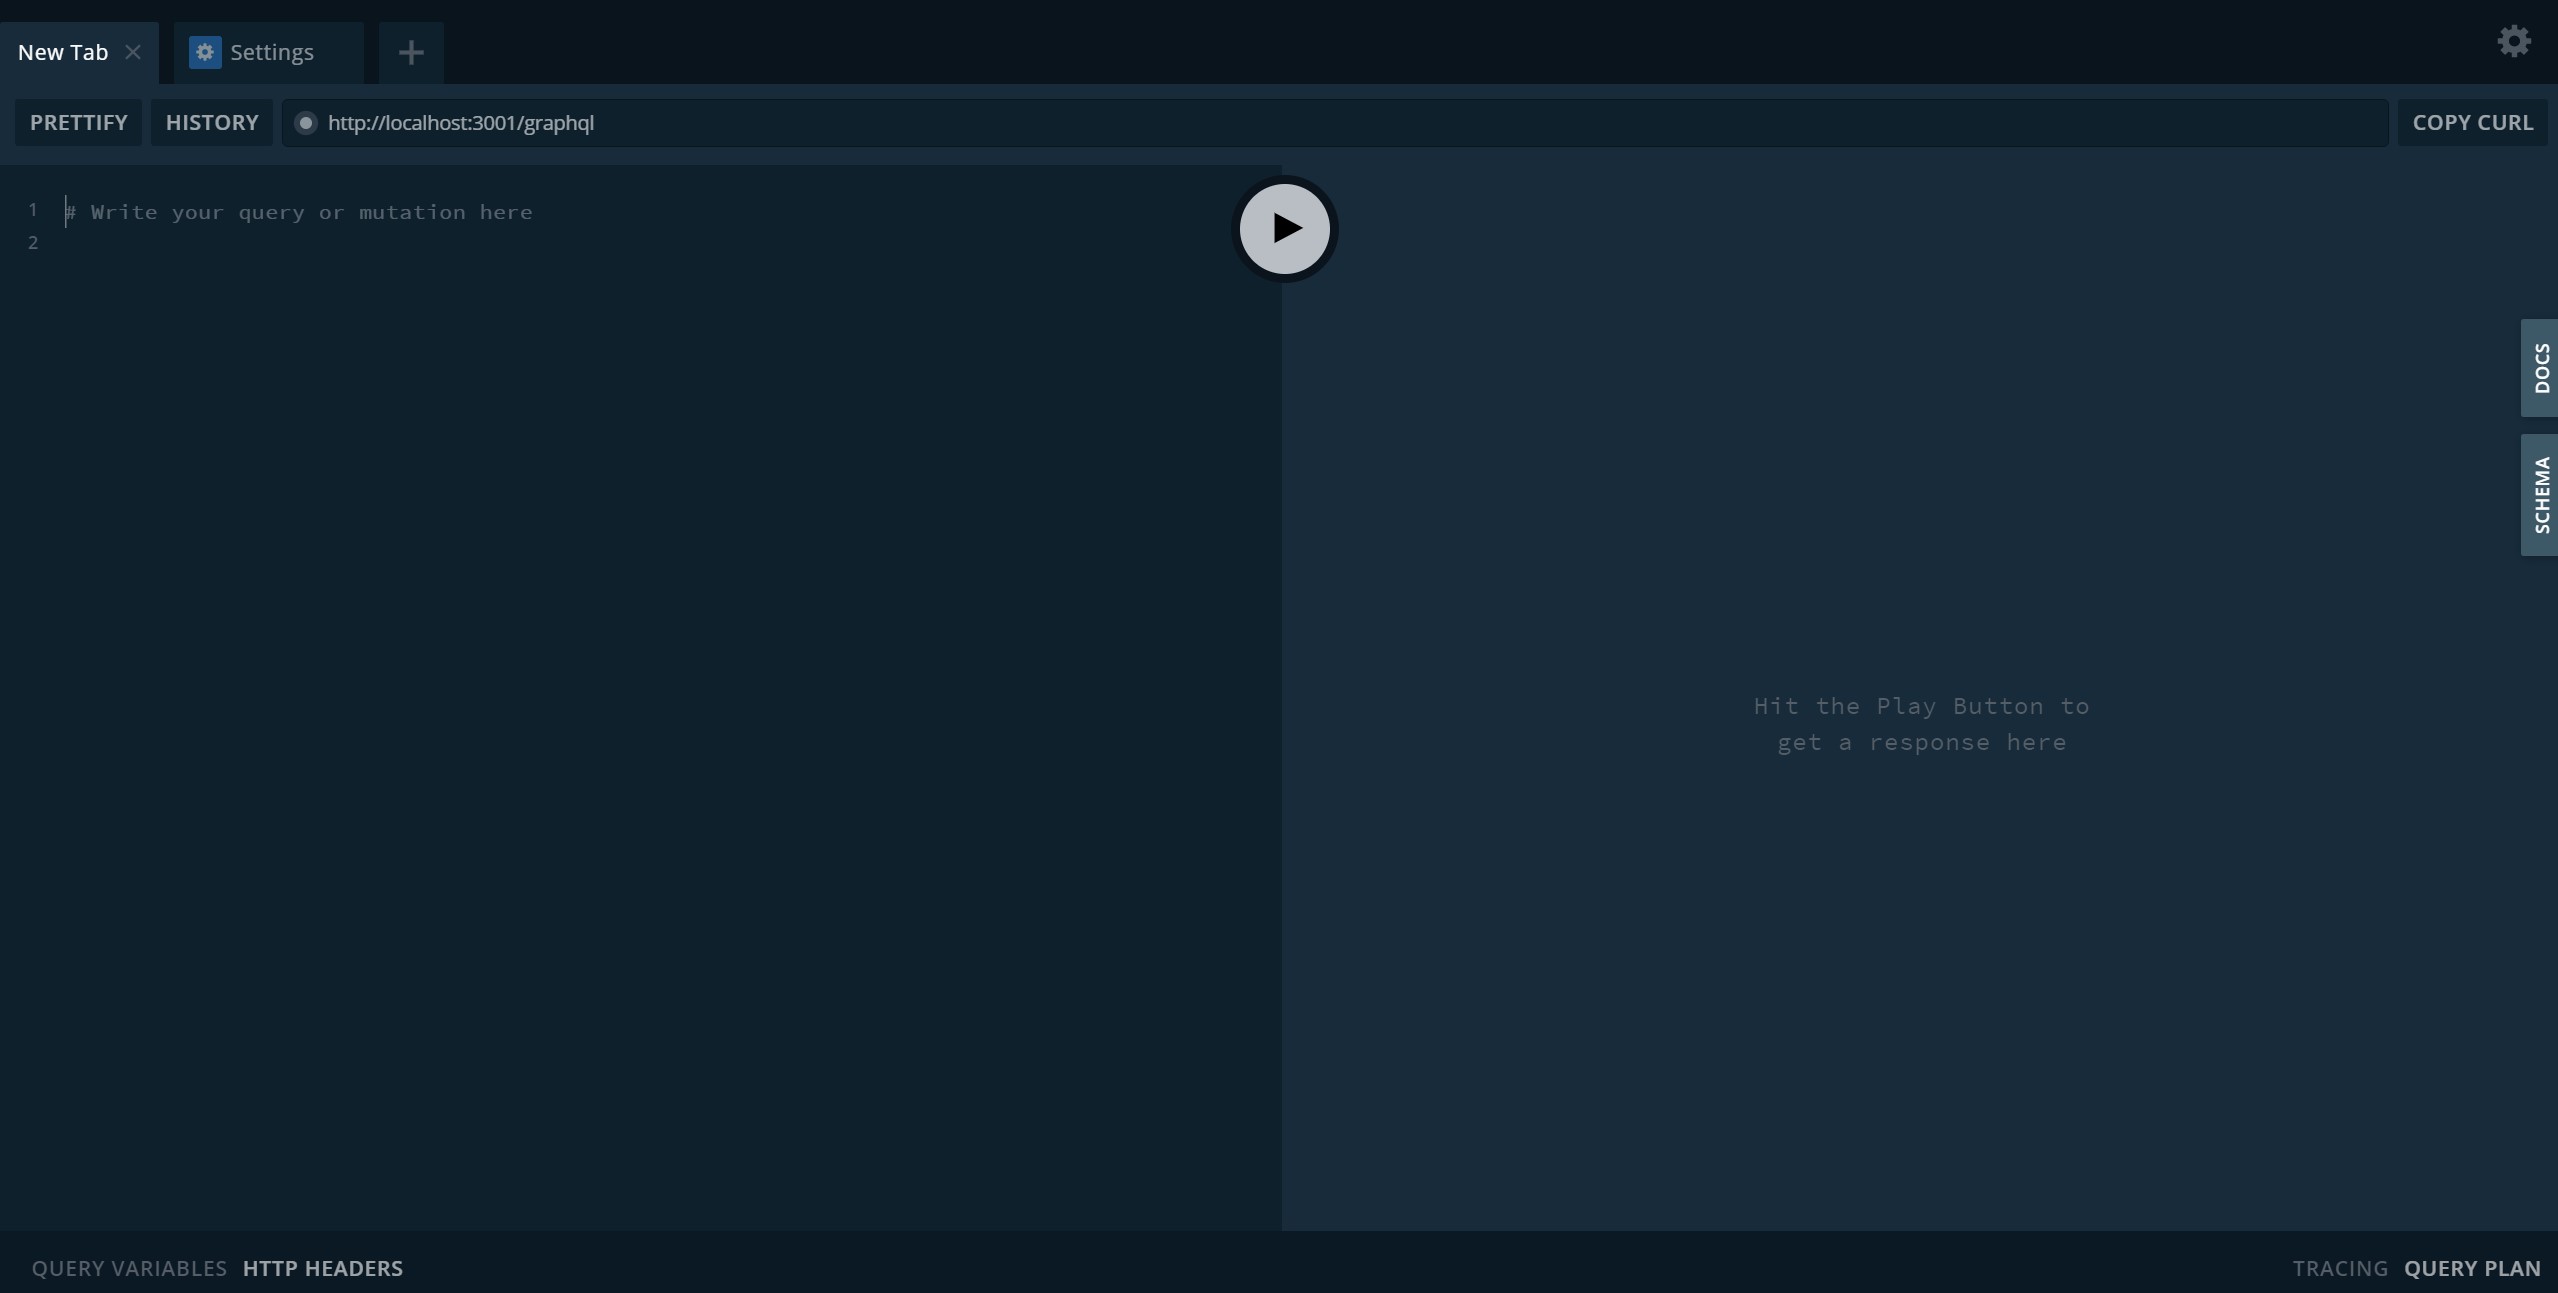 New Tab
Settings
PRETTIFY
HISTORY
http://localhost:3001/graphql
COPY CURL
1 # Write your query or mutation here
2
DOCS
SCHEMA
Hit the Play Button to
get a response here
QUERY VARIABLES HTTP HEADERS
TRACING QUERY PLAN